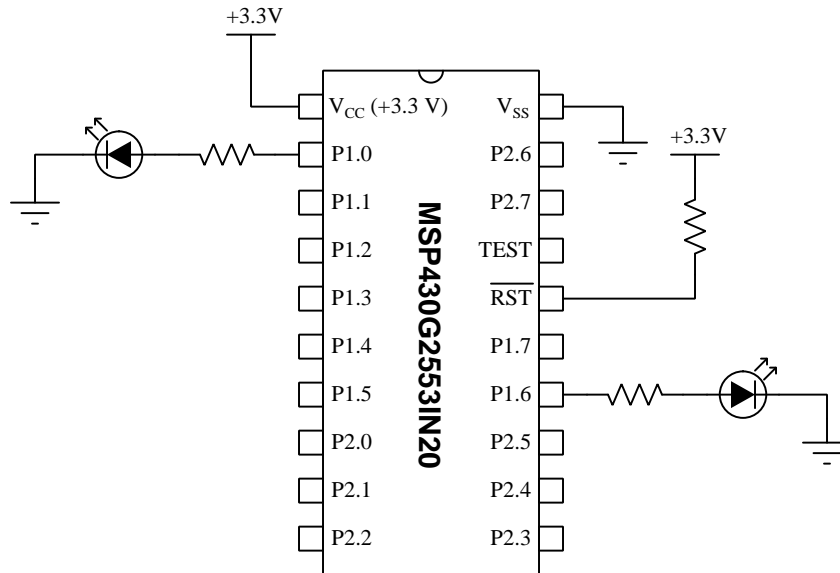 +3.3V
V_CC (+3.3 V)
V_SS
P1.0
P2.6
+3.3V
P1.1
P2.7
P1.2
TEST
P1.3
RST
P1.4
P1.7
P1.5
P1.6
P2.0
P2.5
P2.1
P2.4
P2.2
P2.3
MSP430G2553IN20